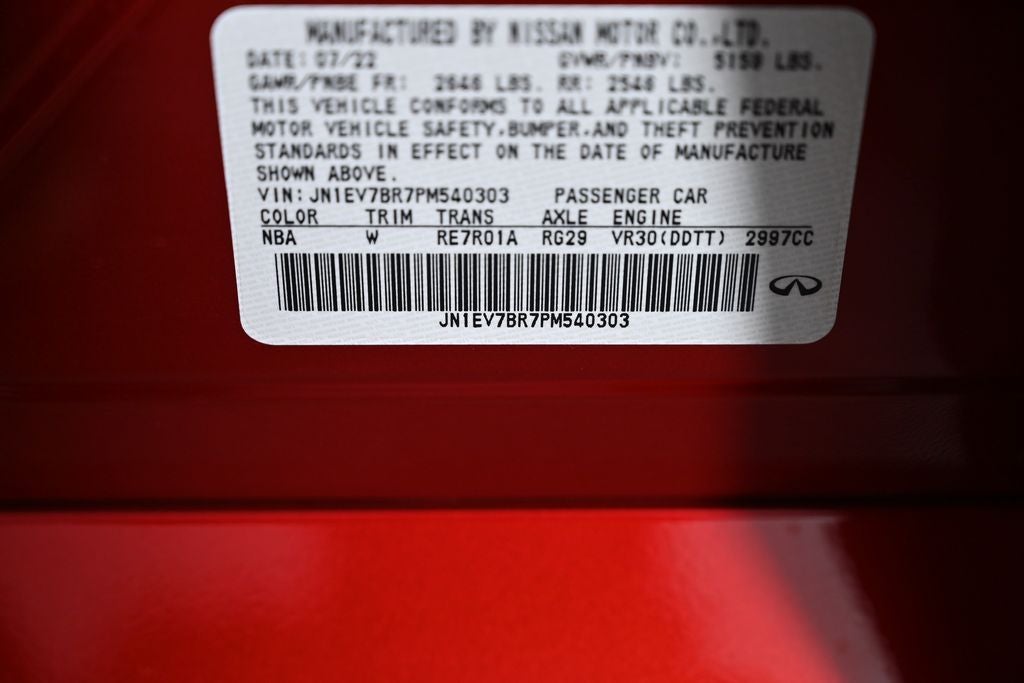 MANUFACTURED BY NISSAN MOTOR CO.,LTD.
DATE: 07/22 GVWR/PNBV: 5159 LBS.
GAWR/PNBE FR: 2646 LBS. RR: 2546 LBS.
THIS VEHICLE CONFORMS TO ALL APPLICABLE FEDERAL
MOTOR VEHICLE SAFETY,BUMPER,AND THEFT PREVENTION
STANDARDS IN EFFECT ON THE DATE OF MANUFACTURE
SHOWN ABOVE.
VIN: JN1EV7BR7PM540303 PASSENGER CAR
COLOR TRIM TRANS AXLE ENGINE
NBA W RE7R01A RG29 VR30(DDTT) 2997CC
JN1EV7BR7PM540303